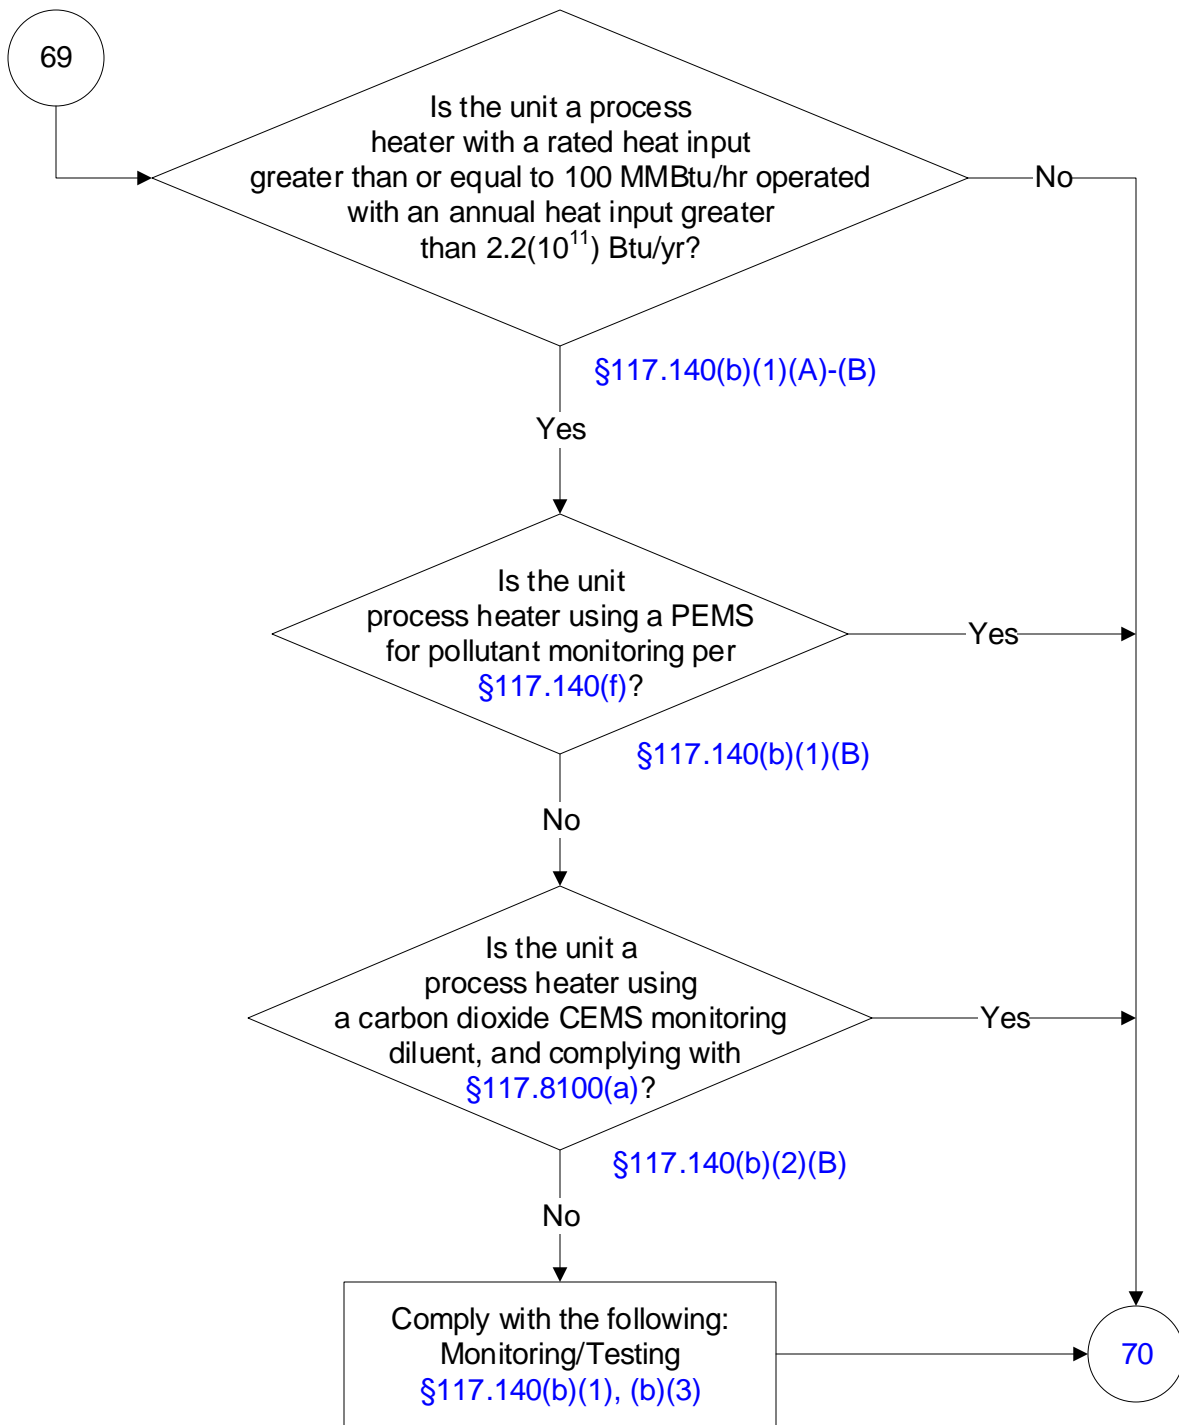 69
Is the unit a process
heater with a rated heat input
greater than or equal to 100 MMBtu/hr operated
with an annual heat input greater
than 2.2(10¹¹) Btu/yr?
No
§117.140(b)(1)(A)-(B)
Yes
Is the unit
process heater using a PEMS
for pollutant monitoring per
§117.140(f)?
Yes
§117.140(b)(1)(B)
No
Is the unit a
process heater using
a carbon dioxide CEMS monitoring
diluent, and complying with
§117.8100(a)?
Yes
§117.140(b)(2)(B)
No
Comply with the following:
Monitoring/Testing
§117.140(b)(1), (b)(3)
70